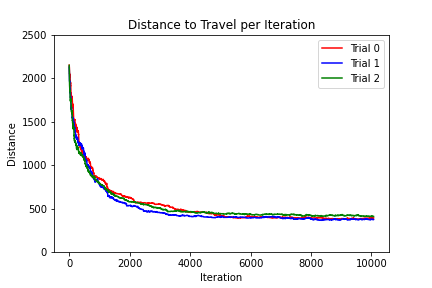 Distance to Travel per Iteration
2500
2000
1500
1000
500
0
Distance
Trial 0
Trial 1
Trial 2
0 2000 4000 6000 8000 10000
Iteration